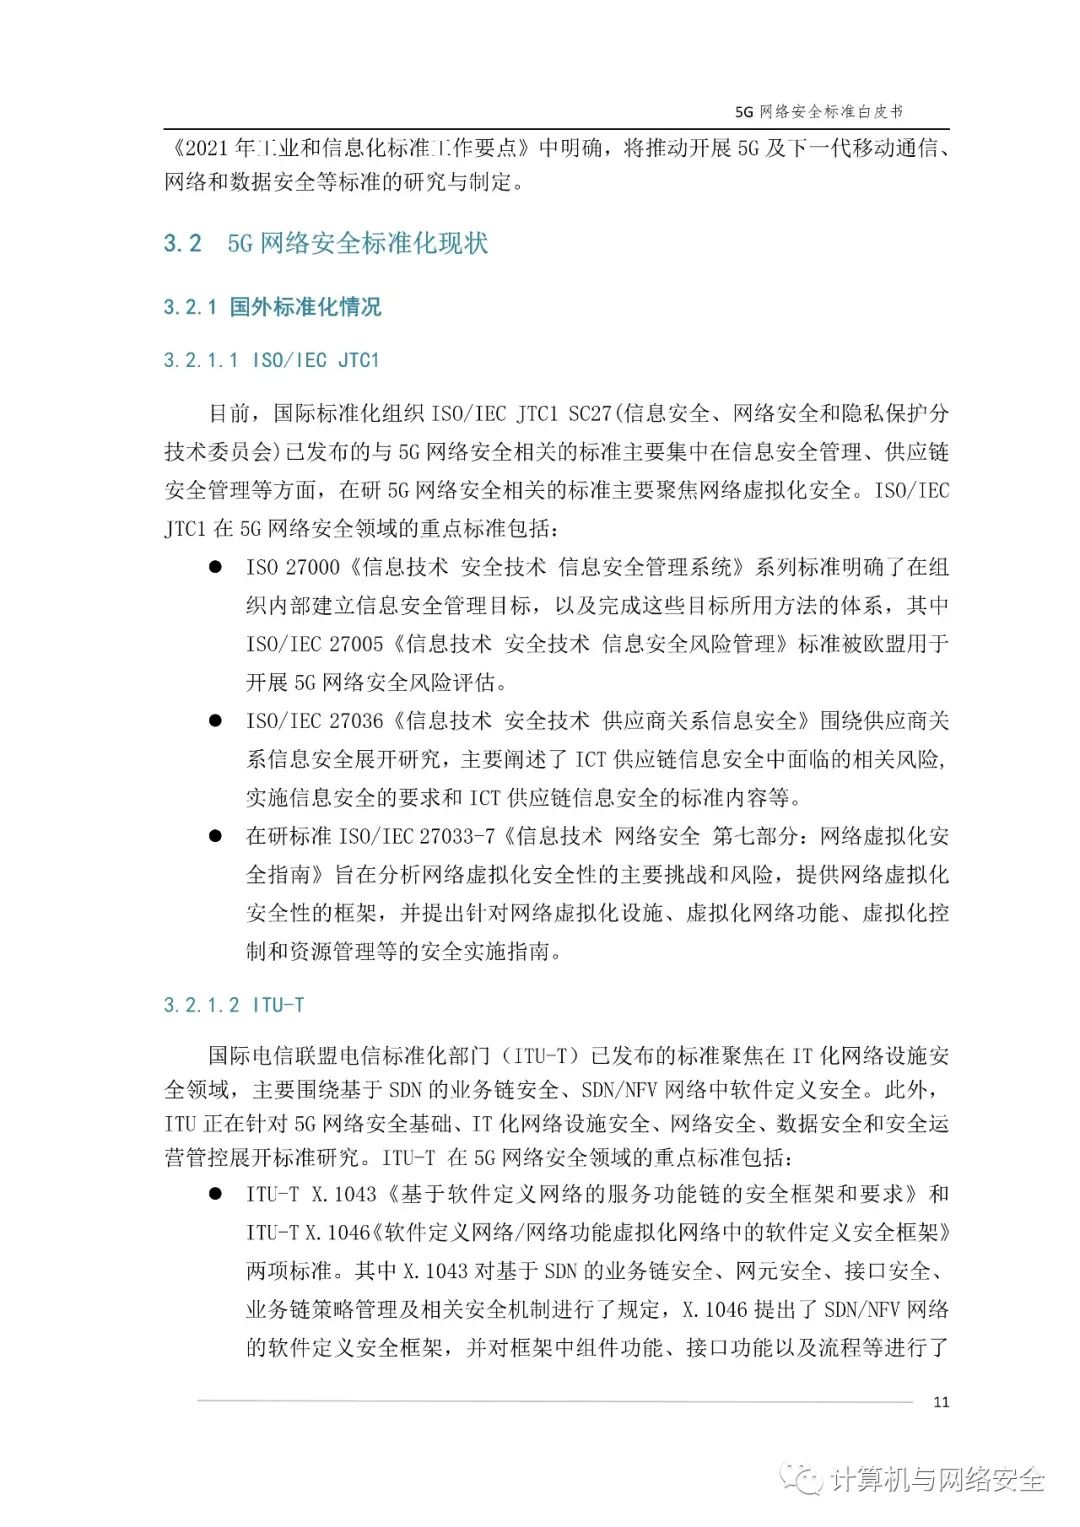 5G 网络安全标准白皮书
《2021 年工业和信息化标准工作要点》中明确，将推动开展 5G 及下一代移动通信、
网络和数据安全等标准的研究与制定。
3.2 5G 网络安全标准化现状
3.2.1 国外标准化情况
3.2.1.1 ISO/IEC JTC1
目前，国际标准化组织 ISO/IEC JTC1 SC27(信息安全、网络安全和隐私保护分
技术委员会)已发布的与 5G 网络安全相关的标准主要集中在信息安全管理、供应链
安全管理等方面，在研 5G 网络安全相关的标准主要聚焦网络虚拟化安全。ISO/IEC
JTC1 在 5G 网络安全领域的重点标准包括：
● ISO 27000《信息技术 安全技术 信息安全管理系统》系列标准明确了在组
织内部建立信息安全管理目标，以及完成这些目标所用方法的体系，其中
ISO/IEC 27005《信息技术 安全技术 信息安全风险管理》标准被欧盟用于
开展 5G 网络安全风险评估。
● ISO/IEC 27036《信息技术 安全技术 供应商关系信息安全》围绕供应商关
系信息安全展开研究，主要阐述了 ICT 供应链信息安全中面临的相关风险,
实施信息安全的要求和 ICT 供应链信息安全的标准内容等。
● 在研标准 ISO/IEC 27033-7《信息技术 网络安全 第七部分：网络虚拟化安
全指南》旨在分析网络虚拟化安全性的主要挑战和风险，提供网络虚拟化
安全性的框架，并提出针对网络虚拟化设施、虚拟化网络功能、虚拟化控
制和资源管理等的安全实施指南。
3.2.1.2 ITU-T
国际电信联盟电信标准化部门（ITU-T）已发布的标准聚焦在 IT 化网络设施安
全领域，主要围绕基于 SDN 的业务链安全、SDN/NFV 网络中软件定义安全。此外，
ITU 正在针对 5G 网络安全基础、IT 化网络设施安全、网络安全、数据安全和安全运
营管控展开标准研究。ITU-T 在 5G 网络安全领域的重点标准包括：
● ITU-T X.1043《基于软件定义网络的服务功能链的安全框架和要求》和
ITU-T X.1046《软件定义网络/网络功能虚拟化网络中的软件定义安全框架》
两项标准。其中 X.1043 对基于 SDN 的业务链安全、网元安全、接口安全、
业务链策略管理及相关安全机制进行了规定，X.1046 提出了 SDN/NFV 网络
的软件定义安全框架，并对框架中组件功能、接口功能以及流程等进行了
11
计算机与网络安全